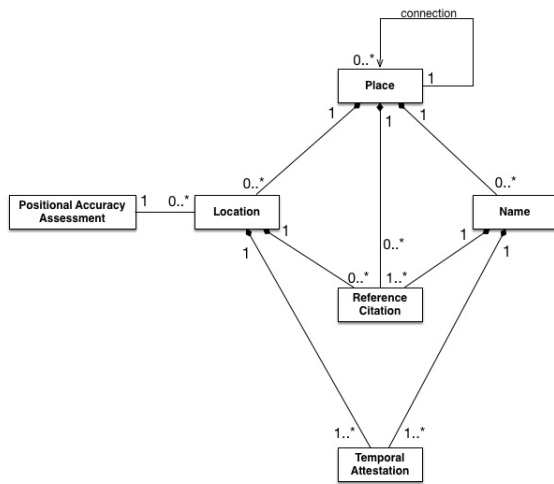 connection
0..*
Place
1
1
1
1
0..*
0..*
Positional Accuracy
Assessment
1
0..*
Location
Name
1
1
1
0..*
1
0..*
1..*
Reference
Citation
1..*
1..*
Temporal
Attestation